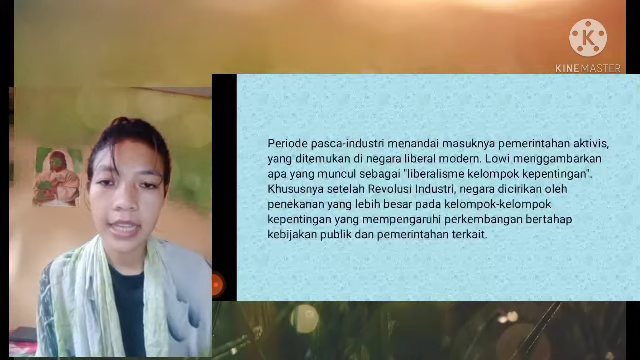 KINEMASTER
Periode pasca-industri menandai masuknya pemerintahan aktivis,
yang ditemukan di negara liberal modern. Lowi menggambarkan
apa yang muncul sebagai "liberalisme kelompok kepentingan".
Khususnya setelah Revolusi Industri, negara dicirikan oleh
penekanan yang lebih besar pada kelompok-kelompok
kepentingan yang mempengaruhi perkembangan bertahap
kebijakan publik dan pemerintahan terkait.